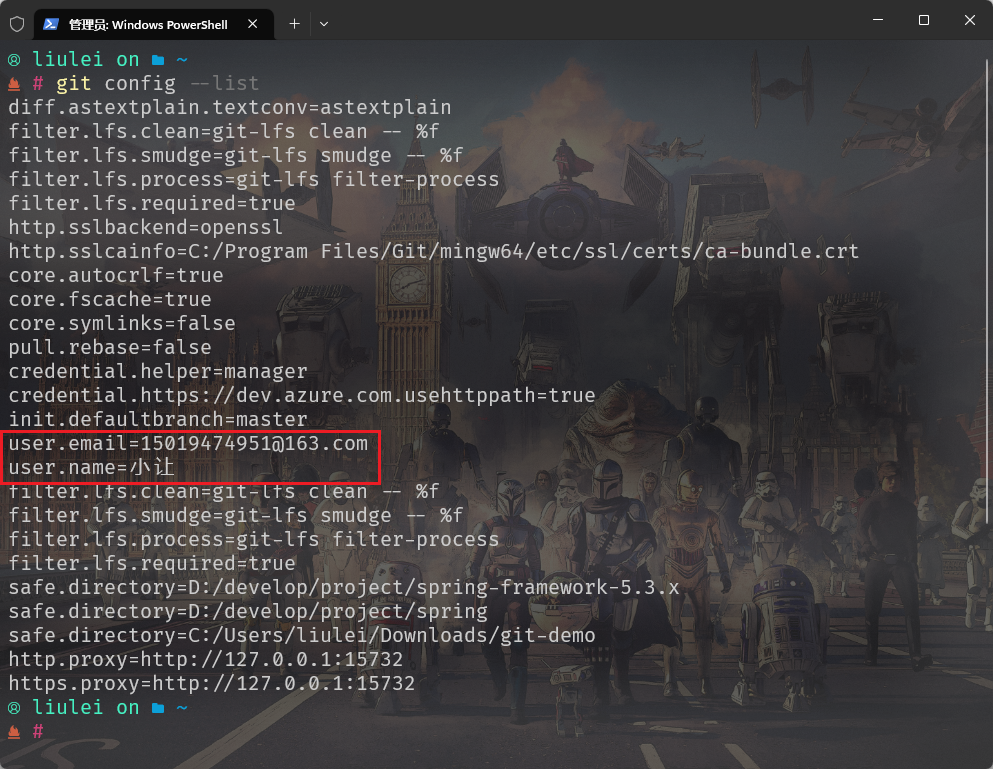 管理员: Windows PowerShell
liulei on ~
# git config --list
diff.astextplain.textconv=astextplain
filter.lfs.clean=git-lfs clean -- %f
filter.lfs.smudge=git-lfs smudge -- %f
filter.lfs.process=git-lfs filter-process
filter.lfs.required=true
http.sslbackend=openssl
http.sslcainfo=C:/Program Files/Git/mingw64/etc/ssl/certs/ca-bundle.crt
core.autocrlf=true
core.fscache=true
core.symlinks=false
pull.rebase=false
credential.helper=manager
credential.https://dev.azure.com.usehttppath=true
init.defaultbranch=master
user.email=15019474951@163.com
user.name=小让
filter.lfs.clean=git-lfs clean -- %f
filter.lfs.smudge=git-lfs smudge -- %f
filter.lfs.process=git-lfs filter-process
filter.lfs.required=true
safe.directory=D:/develop/project/spring-framework-5.3.x
safe.directory=D:/develop/project/spring
safe.directory=C:/Users/liulei/Downloads/git-demo
http.proxy=http://127.0.0.1:15732
https.proxy=http://127.0.0.1:15732
liulei on ~
#